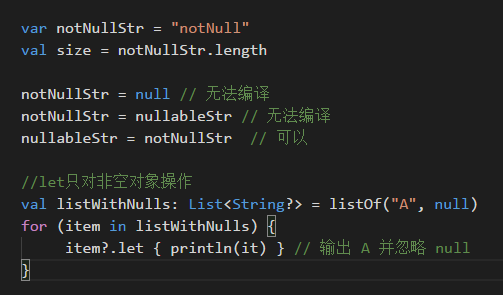 var notNullStr = "notNull"
val size = notNullStr.length
notNullStr = null // 无法编译
notNullStr = nullableStr // 无法编译
nullableStr = notNullStr  // 可以
//let只对非空对象操作
val listWithNulls: List<String?> = listOf("A", null)
for (item in listWithNulls) {
     item?.let { println(it) } // 输出 A 并忽略 null
}